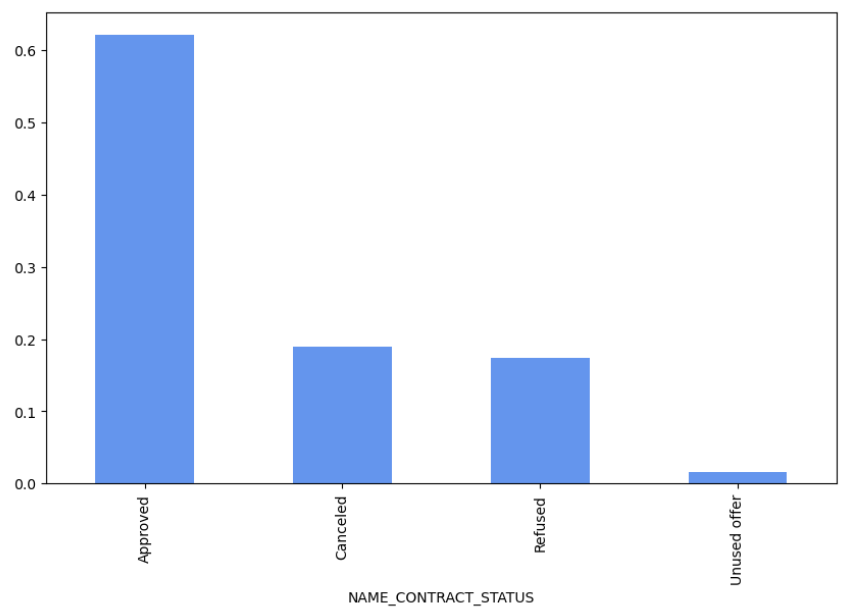 0.6
0.5
0.4
0.3
0.2
0.1
0.0
Approved
Canceled
Refused
Unused offer
NAME_CONTRACT_STATUS